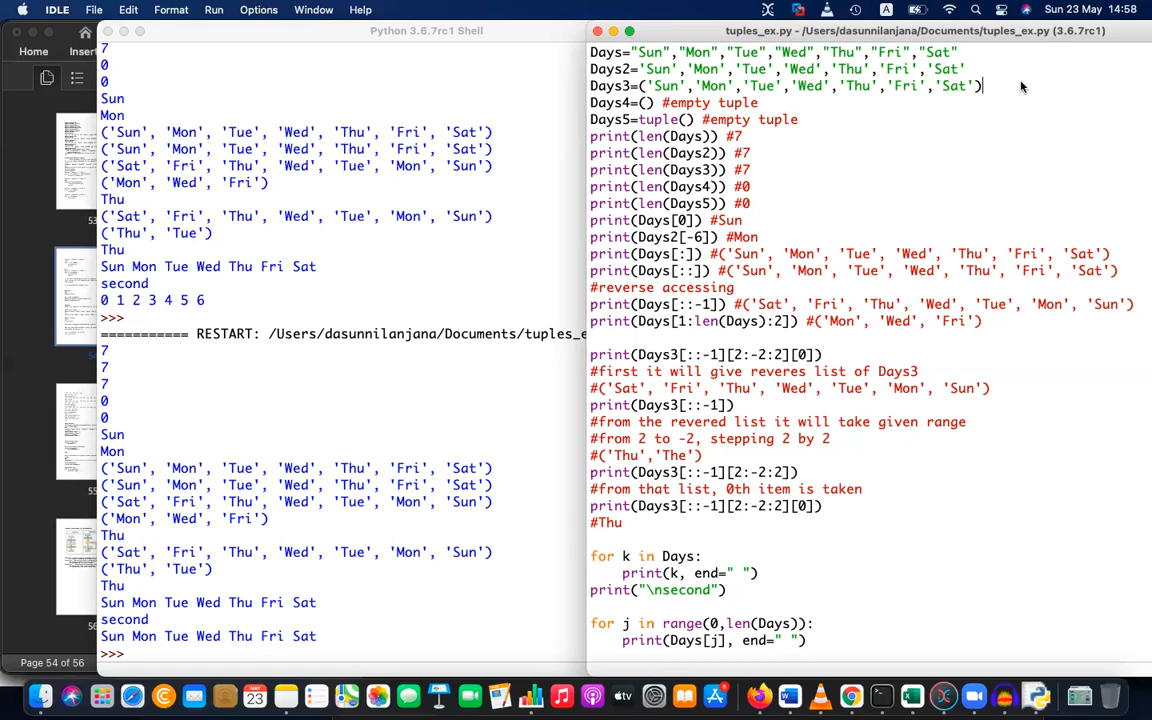 IDLE File Edit Format Run Options Window Help
A Sun 23 May 14:58
Home Insert
53
54
55
56
Page 54 of 56
Python 3.6.7rc1 Shell
7
0
0
Sun
Mon
('Sun', 'Mon', 'Tue', 'Wed', 'Thu', 'Fri', 'Sat')
('Sun', 'Mon', 'Tue', 'Wed', 'Thu', 'Fri', 'Sat')
('Sat', 'Fri', 'Thu', 'Wed', 'Tue', 'Mon', 'Sun')
('Mon', 'Wed', 'Fri')
Thu
('Sat', 'Fri', 'Thu', 'Wed', 'Tue', 'Mon', 'Sun')
('Thu', 'Tue')
Thu
Sun Mon Tue Wed Thu Fri Sat
second
0 1 2 3 4 5 6
>>>
=========== RESTART: /Users/dasunnilanjana/Documents/tuples_e
7
7
7
0
0
Sun
Mon
('Sun', 'Mon', 'Tue', 'Wed', 'Thu', 'Fri', 'Sat')
('Sun', 'Mon', 'Tue', 'Wed', 'Thu', 'Fri', 'Sat')
('Sat', 'Fri', 'Thu', 'Wed', 'Tue', 'Mon', 'Sun')
('Mon', 'Wed', 'Fri')
Thu
('Sat', 'Fri', 'Thu', 'Wed', 'Tue', 'Mon', 'Sun')
('Thu', 'Tue')
Thu
Sun Mon Tue Wed Thu Fri Sat
second
Sun Mon Tue Wed Thu Fri Sat
>>>
tuples_ex.py - /Users/dasunnilanjana/Documents/tuples_ex.py (3.6.7rc1)
Days="Sun","Mon","Tue","Wed","Thu","Fri","Sat"
Days2='Sun','Mon','Tue','Wed','Thu','Fri','Sat'
Days3=('Sun','Mon','Tue','Wed','Thu','Fri','Sat')
Days4=() #empty tuple
Days5=tuple() #empty tuple
print(len(Days)) #7
print(len(Days2)) #7
print(len(Days3)) #7
print(len(Days4)) #0
print(len(Days5)) #0
print(Days[0]) #Sun
print(Days2[-6]) #Mon
print(Days[:]) #('Sun', 'Mon', 'Tue', 'Wed', 'Thu', 'Fri', 'Sat')
print(Days[::]) #('Sun', 'Mon', 'Tue', 'Wed', 'Thu', 'Fri', 'Sat')
#reverse accessing
print(Days[::-1]) #('Sat', 'Fri', 'Thu', 'Wed', 'Tue', 'Mon', 'Sun')
print(Days[1:len(Days):2]) #('Mon', 'Wed', 'Fri')
print(Days3[::-1][2:-2:2][0])
#first it will give reveres list of Days3
#('Sat', 'Fri', 'Thu', 'Wed', 'Tue', 'Mon', 'Sun')
print(Days3[::-1])
#from the revered list it will take given range
#from 2 to -2, stepping 2 by 2
#('Thu','The')
print(Days3[::-1][2:-2:2])
#from that list, 0th item is taken
print(Days3[::-1][2:-2:2][0])
#Thu
for k in Days:
print(k, end=" ")
print("\nsecond")
for j in range(0,len(Days)):
print(Days[j], end=" ")
MAY
23
tv
6